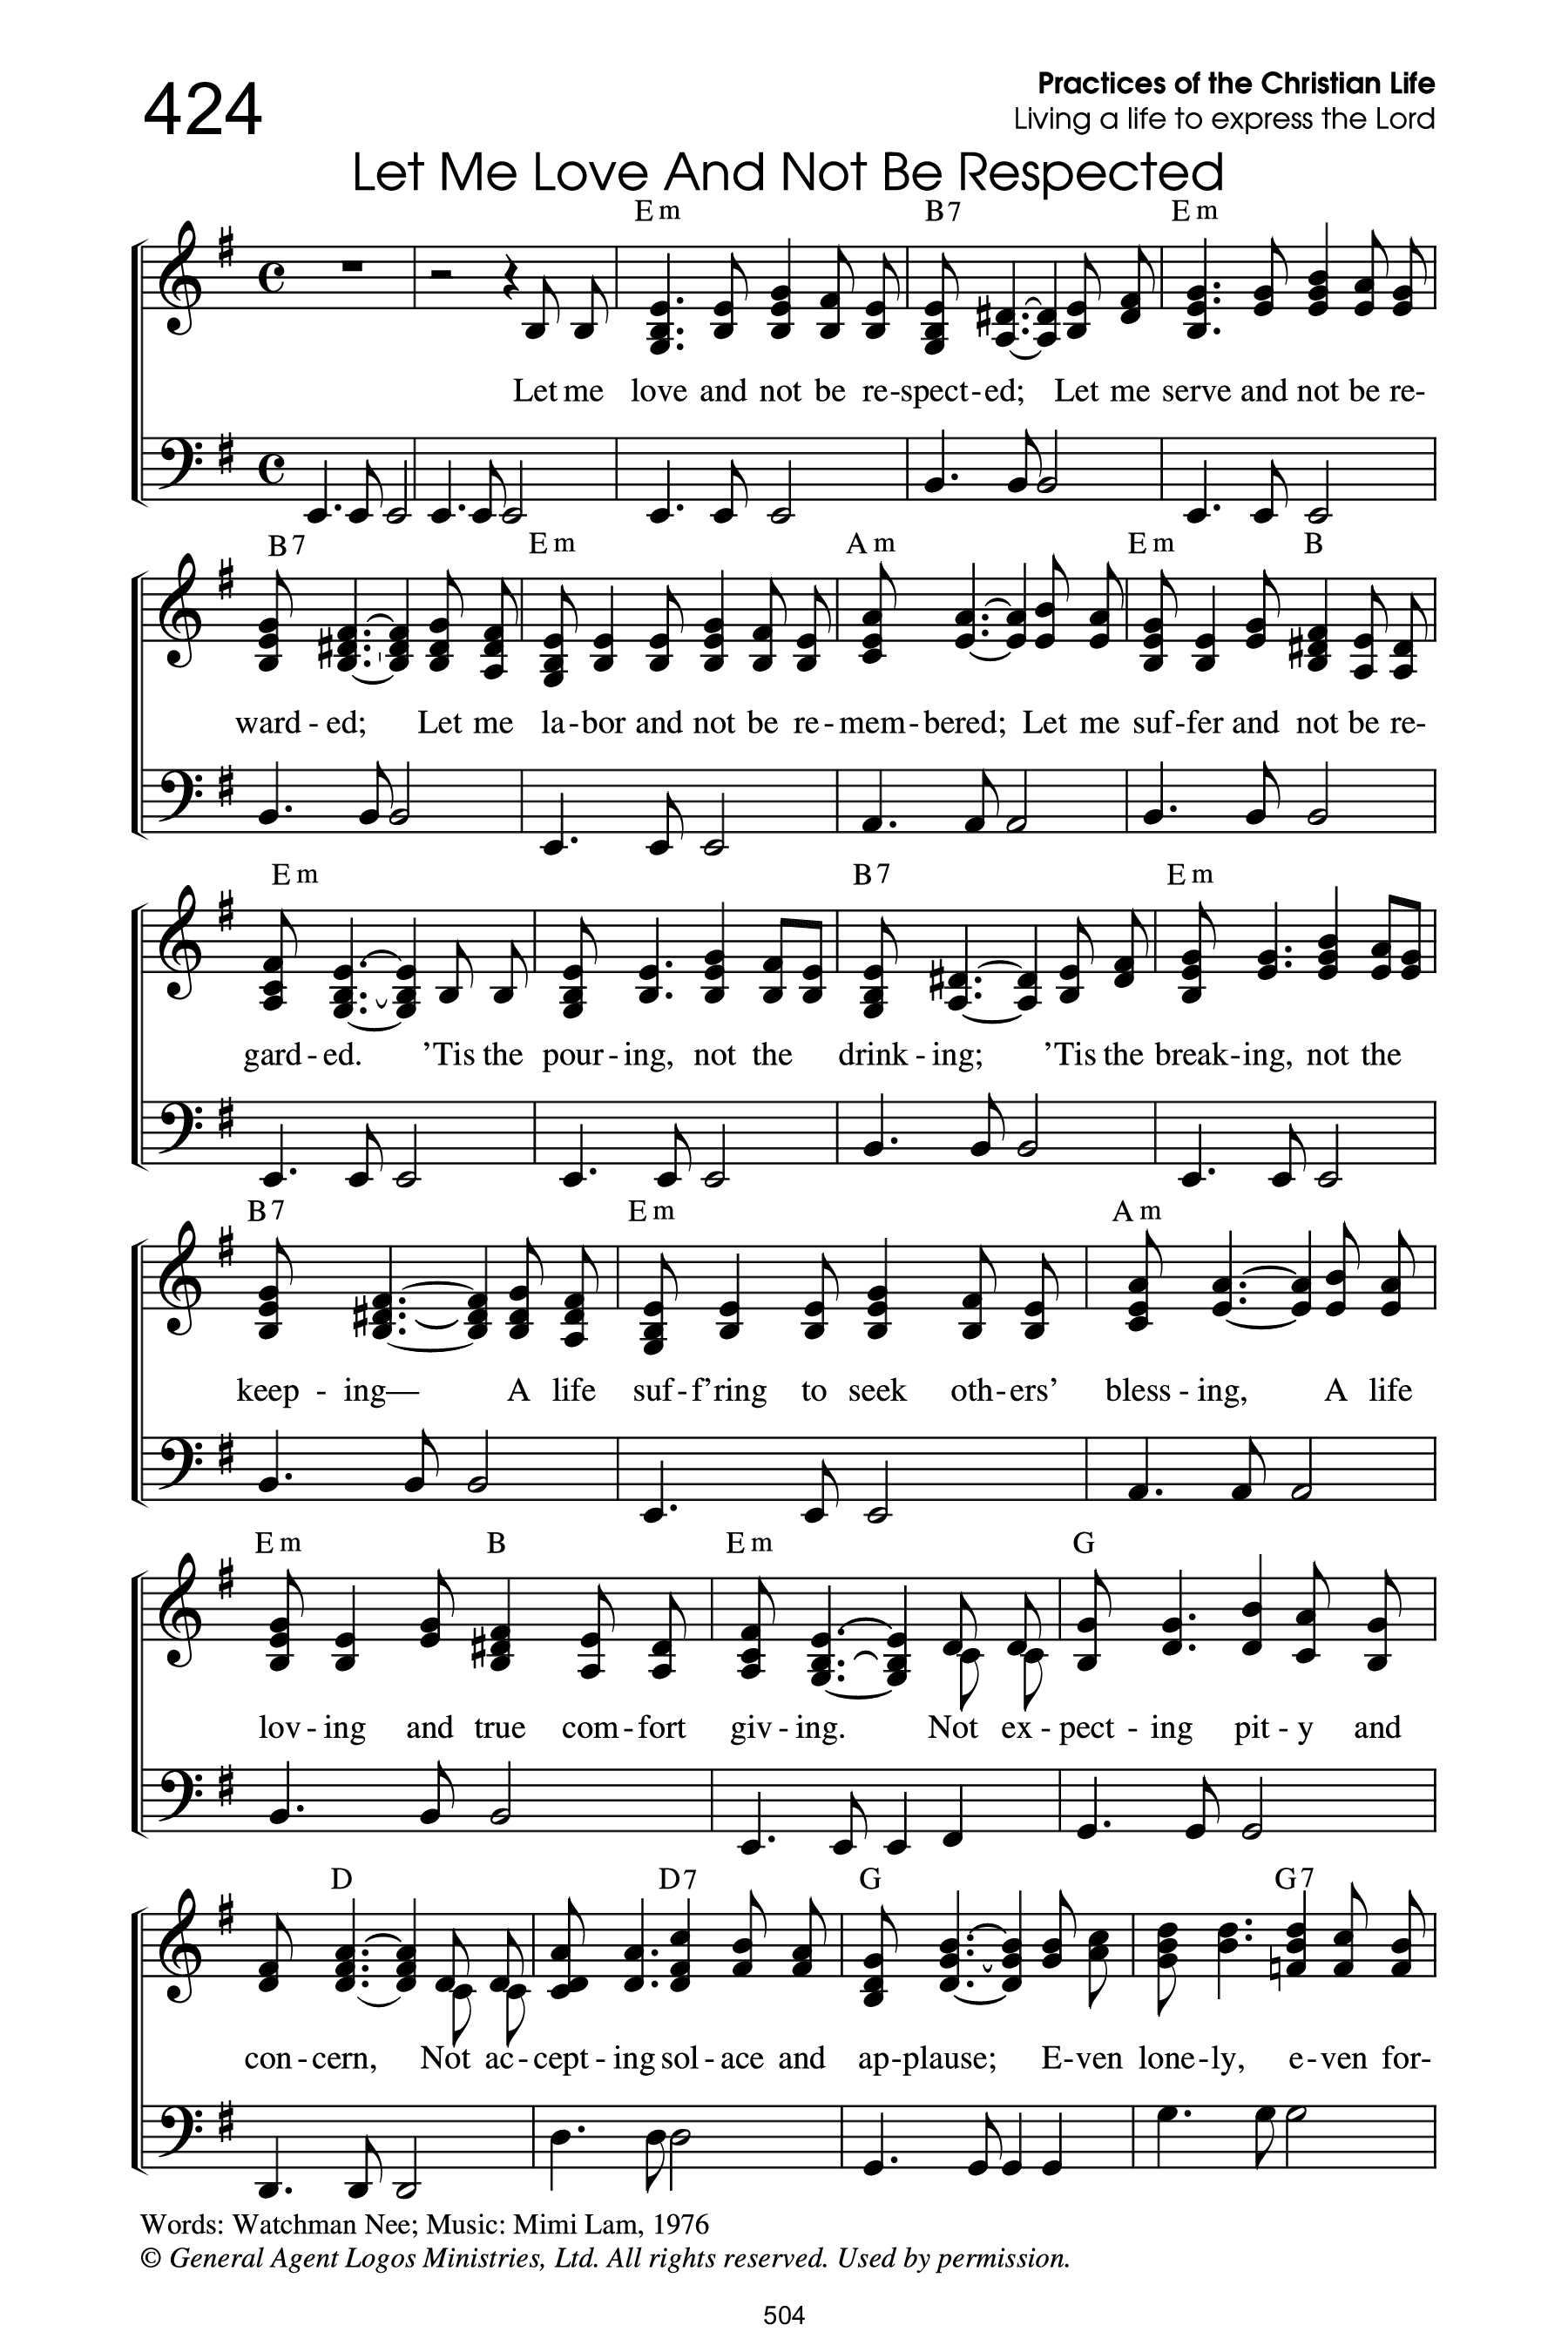 424
Practices of the Christian Life
Living a life to express the Lord
Let Me Love And Not Be Respected
Em B7 Em
Let me love and not be re-spect-ed; Let me serve and not be re-
B7 Em Am Em B
ward - ed; Let me la-bor and not be re-mem-bered; Let me suf-fer and not be re-
Em B7 Em
gard - ed. ’Tis the pour-ing, not the drink - ing; ’Tis the break-ing, not the
B7 Em Am
keep - ing— A life suf-f’ring to seek oth-ers’ bless - ing, A life
Em B Em G
lov - ing and true com-fort giv - ing. Not ex - pect - ing pit - y and
D D7 G G7
con-cern, Not ac-cept - ing sol - ace and ap-plause; E-ven lone-ly, e-ven for-
Words: Watchman Nee; Music: Mimi Lam, 1976
© General Agent Logos Ministries, Ltd. All rights reserved. Used by permission.
504